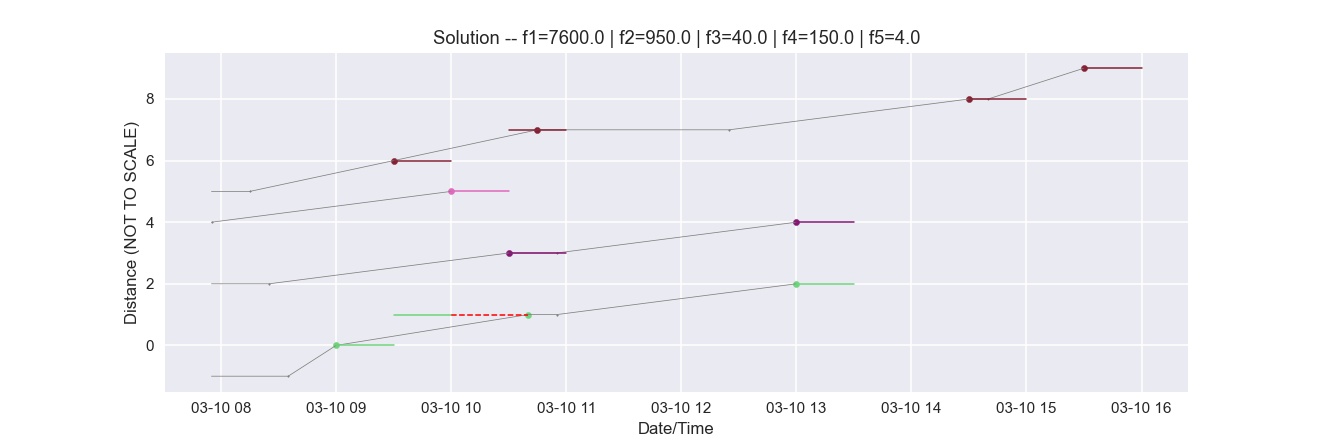 Solution -- f1=7600.0 | f2=950.0 | f3=40.0 | f4=150.0 | f5=4.0
Distance (NOT TO SCALE)
8
6
4
2
0
03-10 08 03-10 09 03-10 10 03-10 11 03-10 12 03-10 13 03-10 14 03-10 15 03-10 16
Date/Time